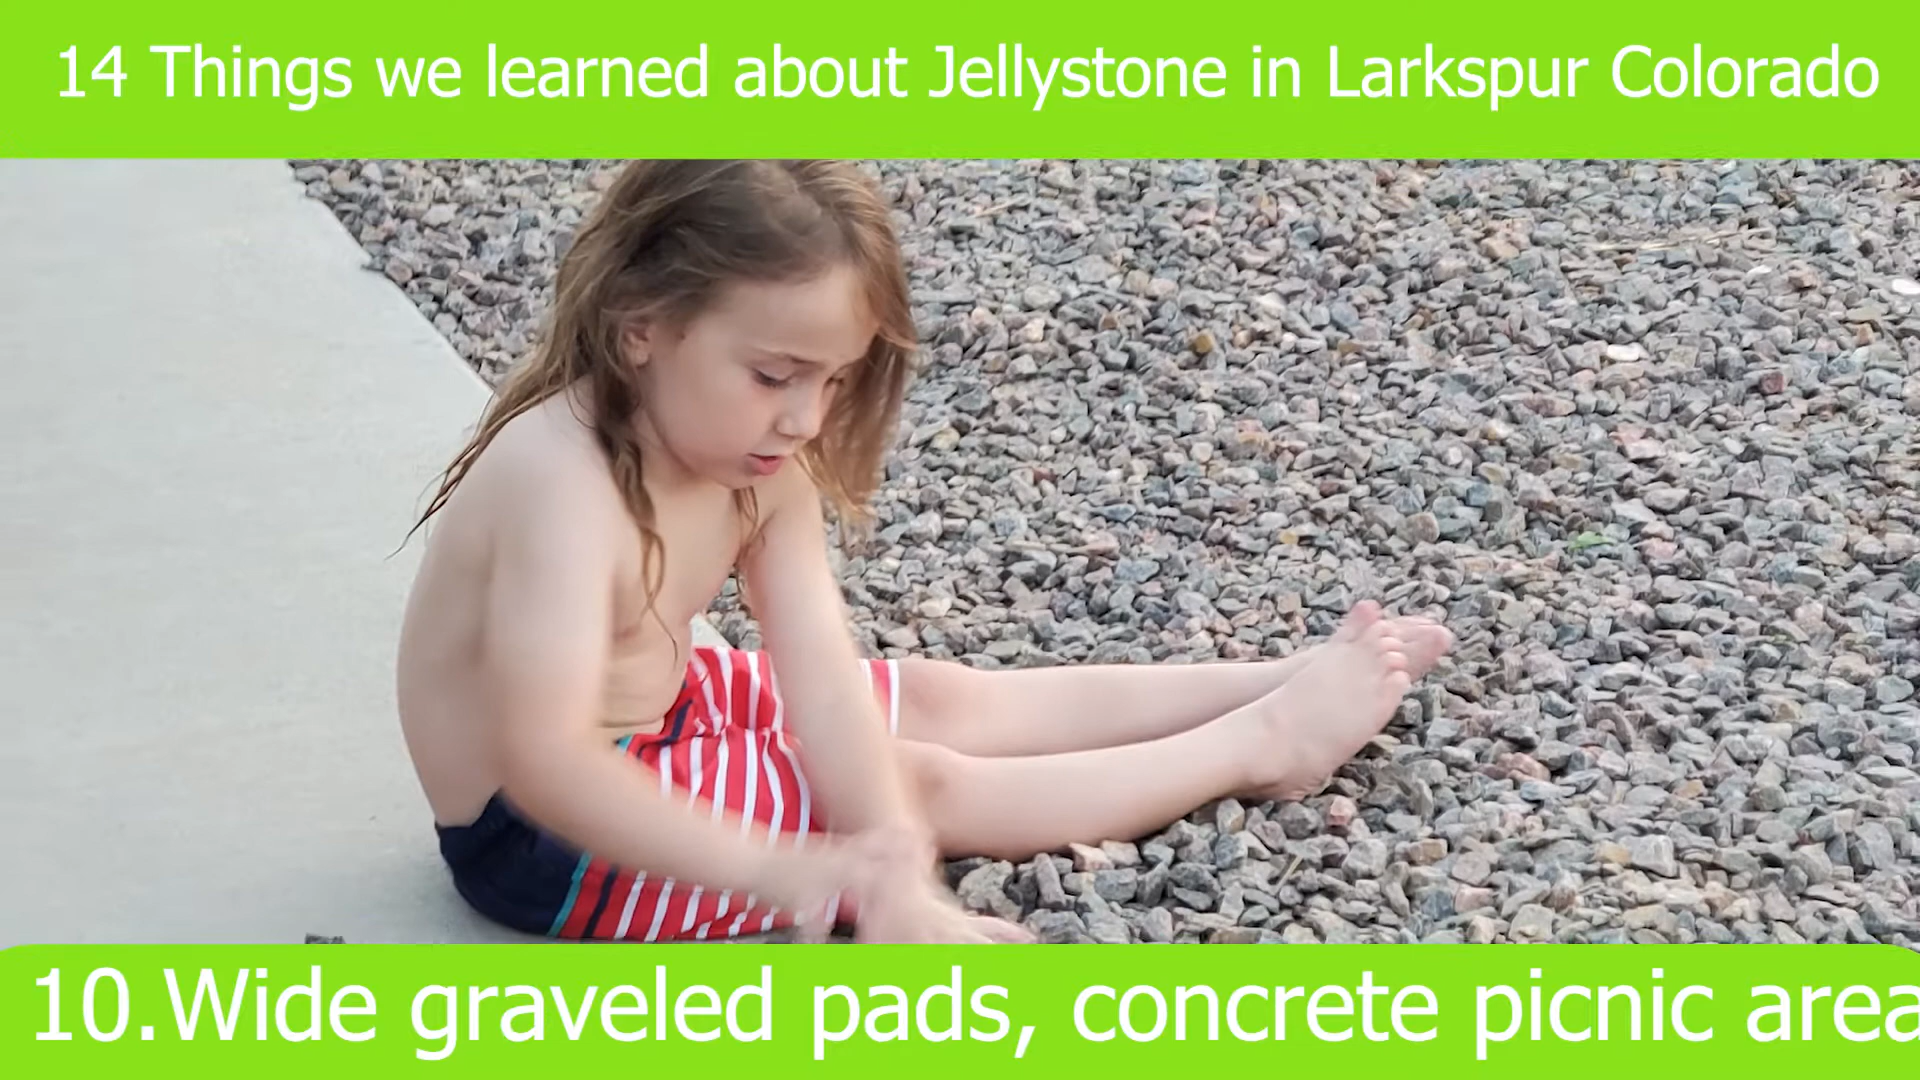 14 Things we learned about Jellystone in Larkspur Colorado
10.Wide graveled pads, concrete picnic area